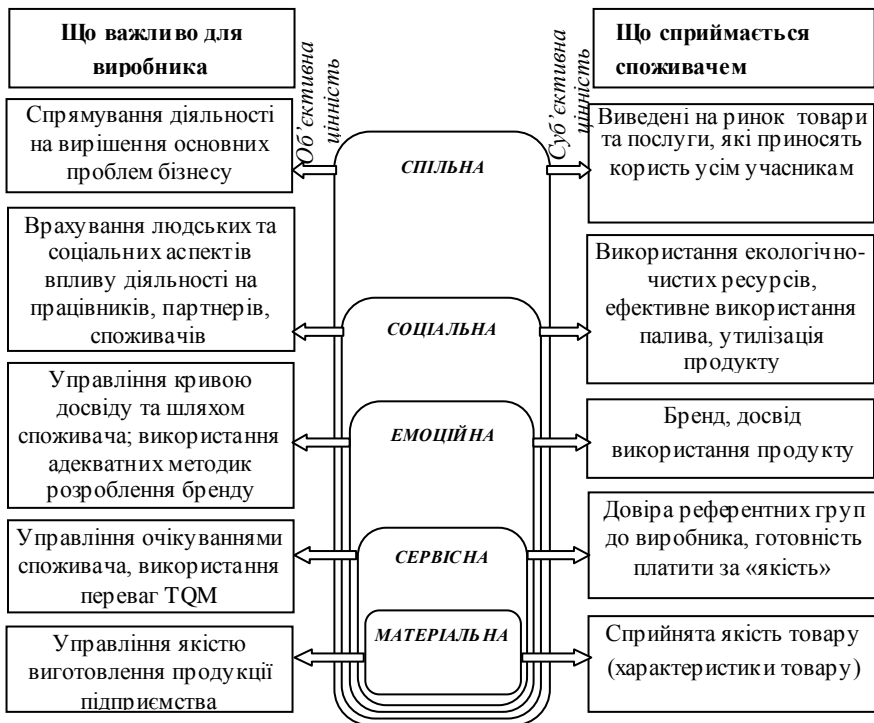 Що важливо для
виробника
Об’єктивна
цінність
Суб’єктивна
цінність
Що сприймається
споживачем
Спрямування діяльності
на вирішення основних
проблем бізнесу
СПІЛЬНА
Виведені на ринок товари
та послуги, які приносять
користь усім учасникам
Врахування людських та
соціальних аспектів
впливу діяльності на
працівників, партнерів,
споживачів
СОЦІАЛЬНА
Використання екологічно-
чистих ресурсів,
ефективне використання
палива, утилізація
продукту
Управління кривою
досвіду та шляхом
споживача; використання
адекватних методик
розроблення бренду
ЕМОЦІЙНА
Бренд, досвід
використання продукту
Управління очікуваннями
споживача, використання
переваг TQM
СЕРВІСНА
Довіра референтних груп
до виробника, готовність
платити за «якість»
Управління якістю
виготовлення продукції
підприємства
МАТЕРІАЛЬНА
Сприйнята якість товару
(характеристики товару)